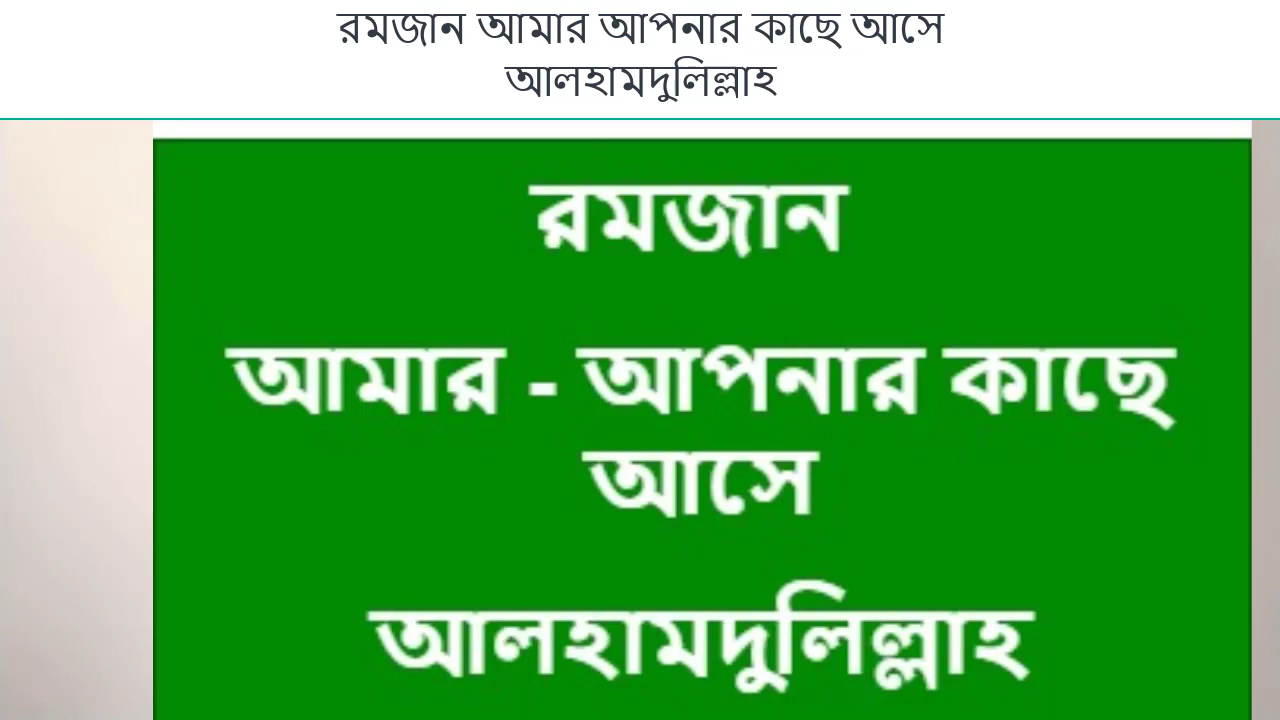 রমজান আমার আপনার কাছে আসে
আলহামদুলিল্লাহ
রমজান
আমার - আপনার কাছে
আসে
আলহামদুলিল্লাহ